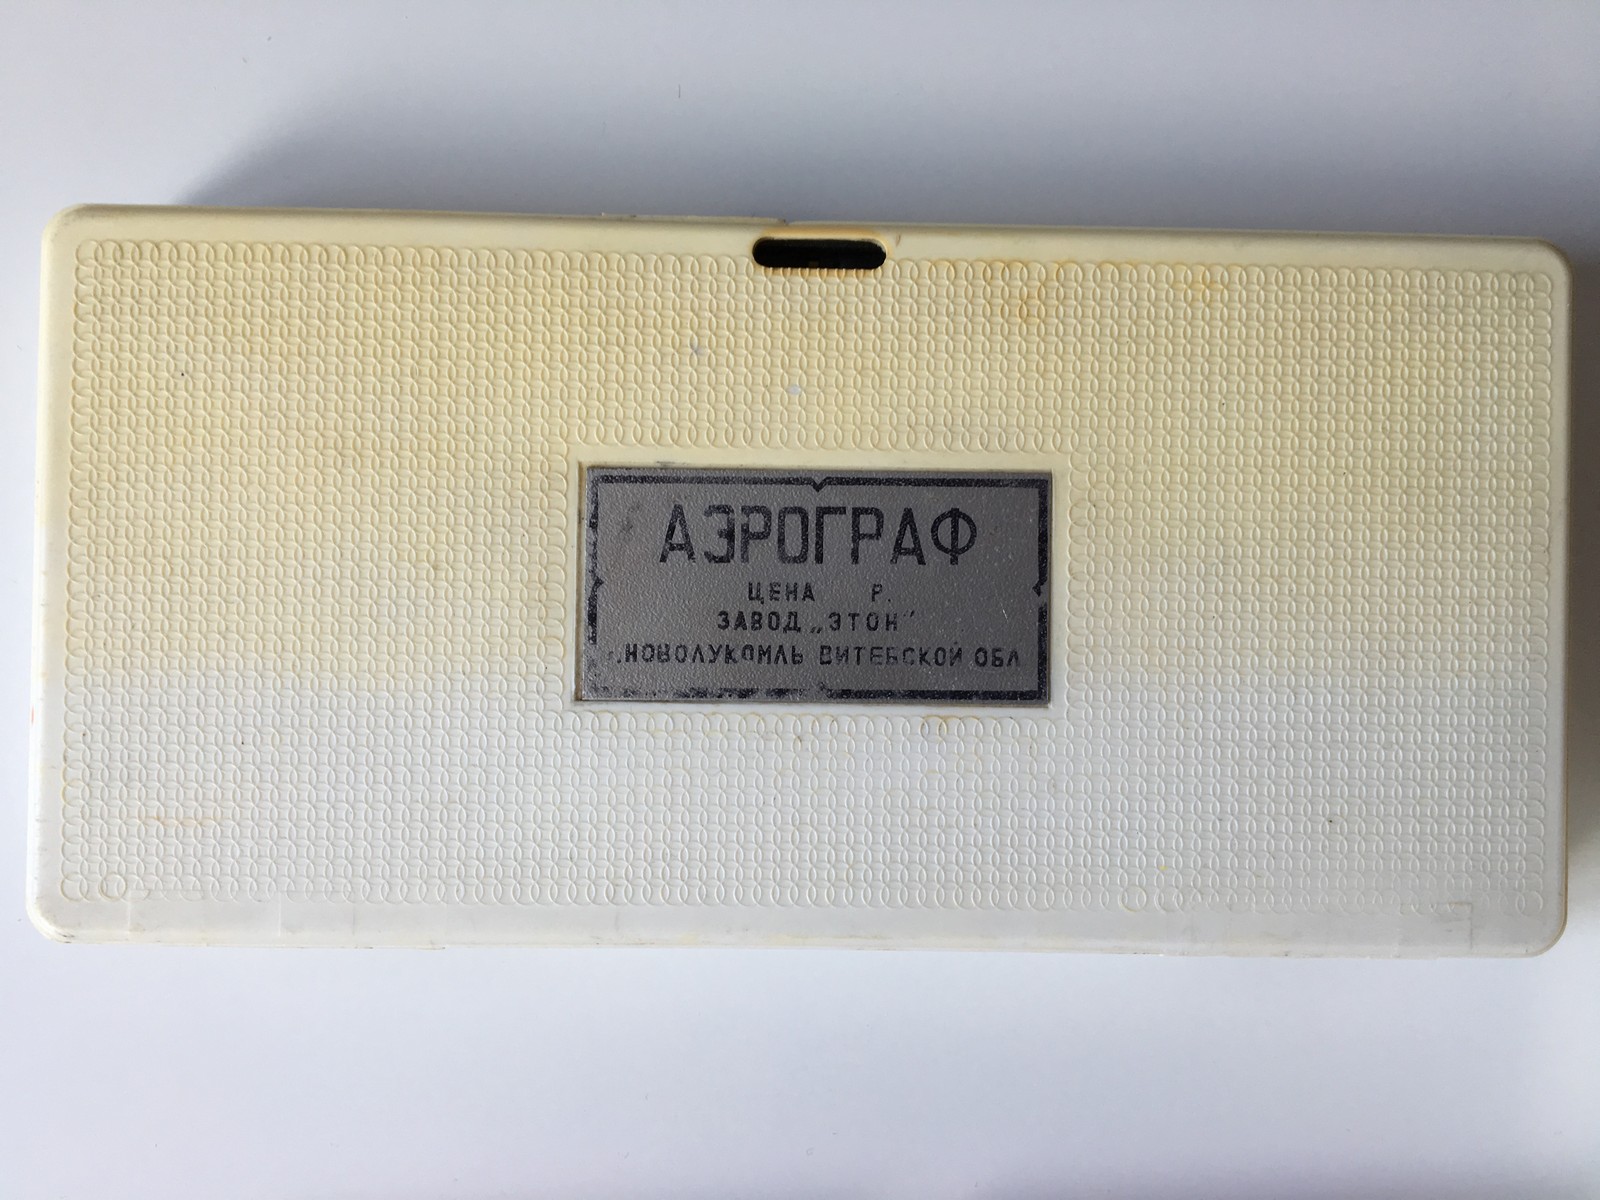 АЭРОГРАФ
ЦЕНА Р.
ЗАВОД „ЭТОН"
.НОВОЛУКОМЛЬ ВИТЕБСКОЙ ОБЛ